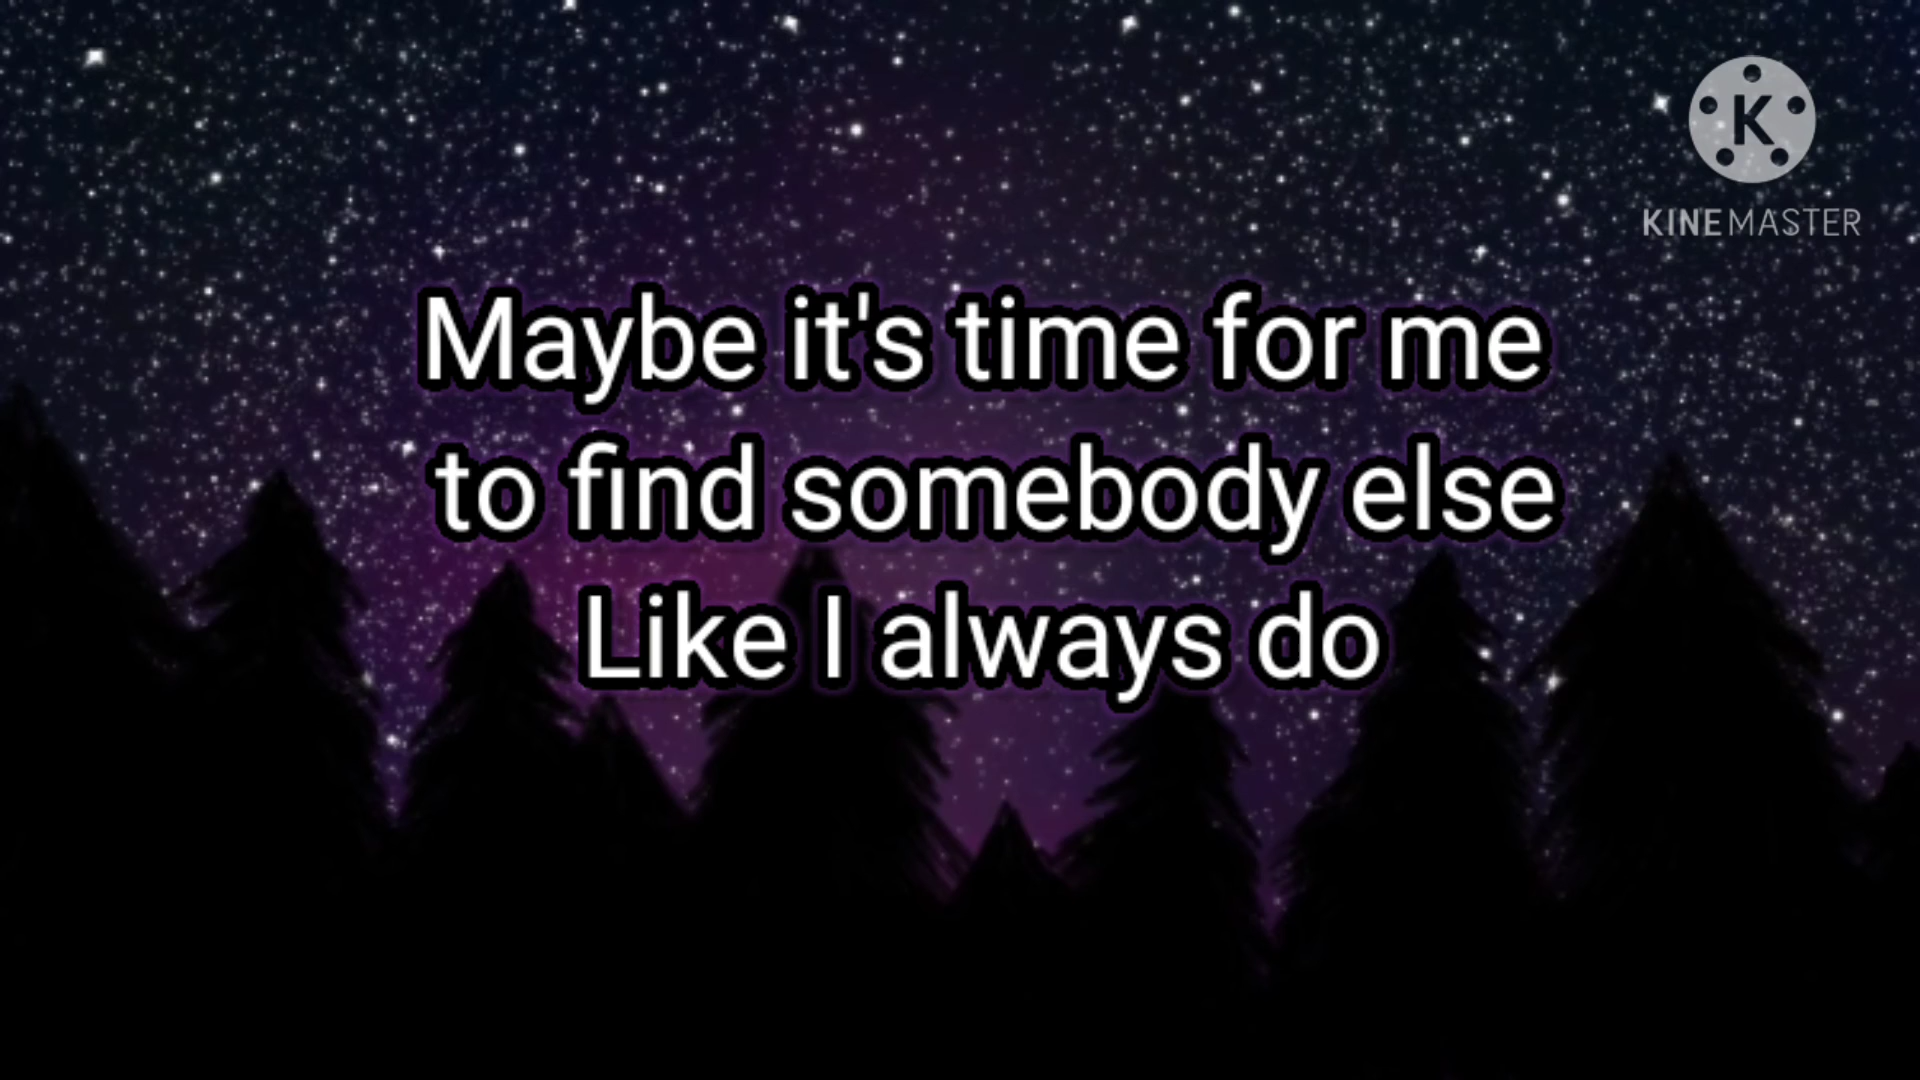 K
KINEMASTER
Maybe it's time for me
to find somebody else
Like I always do